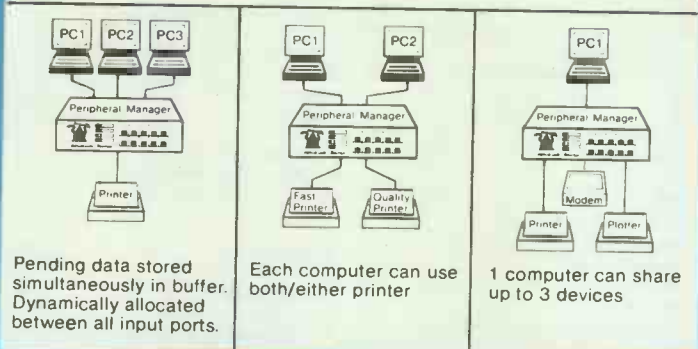 PC1 PC2 PC3
Peripheral Manager
Printer
Pending data stored
simultaneously in buffer.
Dynamically allocated
between all input ports.
PC1 PC2
Peripheral Manager
Fast Printer
Quality Printer
Each computer can use
both/either printer
PC1
Peripheral Manager
Modem
Printer Plotter
1 computer can share
up to 3 devices